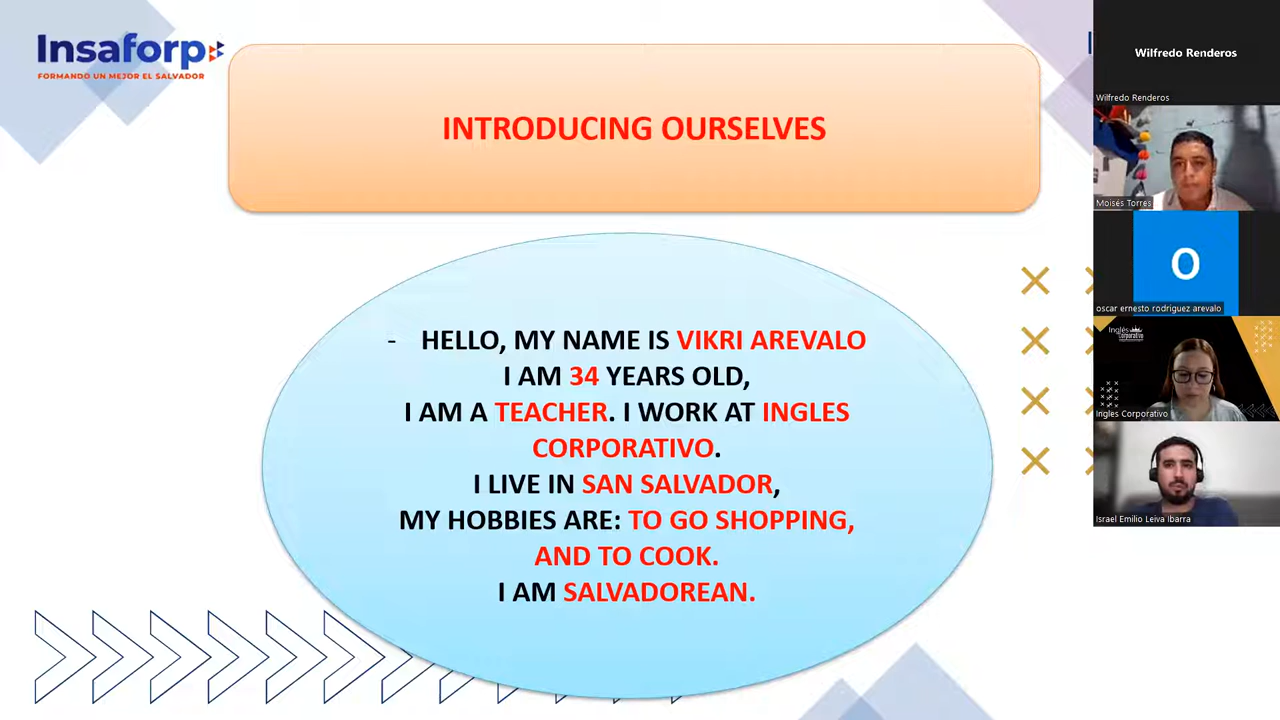 Insaforp
FORMANDO UN MEJOR EL SALVADOR
INTRODUCING OURSELVES
- HELLO, MY NAME IS VIKRI AREVALO
I AM 34 YEARS OLD,
I AM A TEACHER. I WORK AT INGLES
CORPORATIVO.
I LIVE IN SAN SALVADOR,
MY HOBBIES ARE: TO GO SHOPPING,
AND TO COOK.
I AM SALVADOREAN.
Wilfredo Renderos
Wilfredo Renderos
Moisés Torres
O
oscar ernesto rodriguez arevalo
Inglés
Corporativo
Ingles Corporativo
Israel Emilio Leiva Ibarra